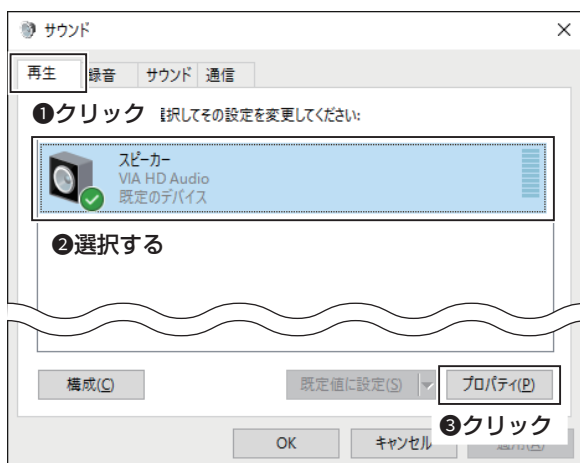 サウンド
再生 録音 サウンド 通信
❶クリック 選択してその設定を変更してください:
スピーカー
VIA HD Audio
既定のデバイス
❷選択する
構成(C) 既定値に設定(S) プロパティ(P)
❸クリック
OK キャンセル 適用(A)